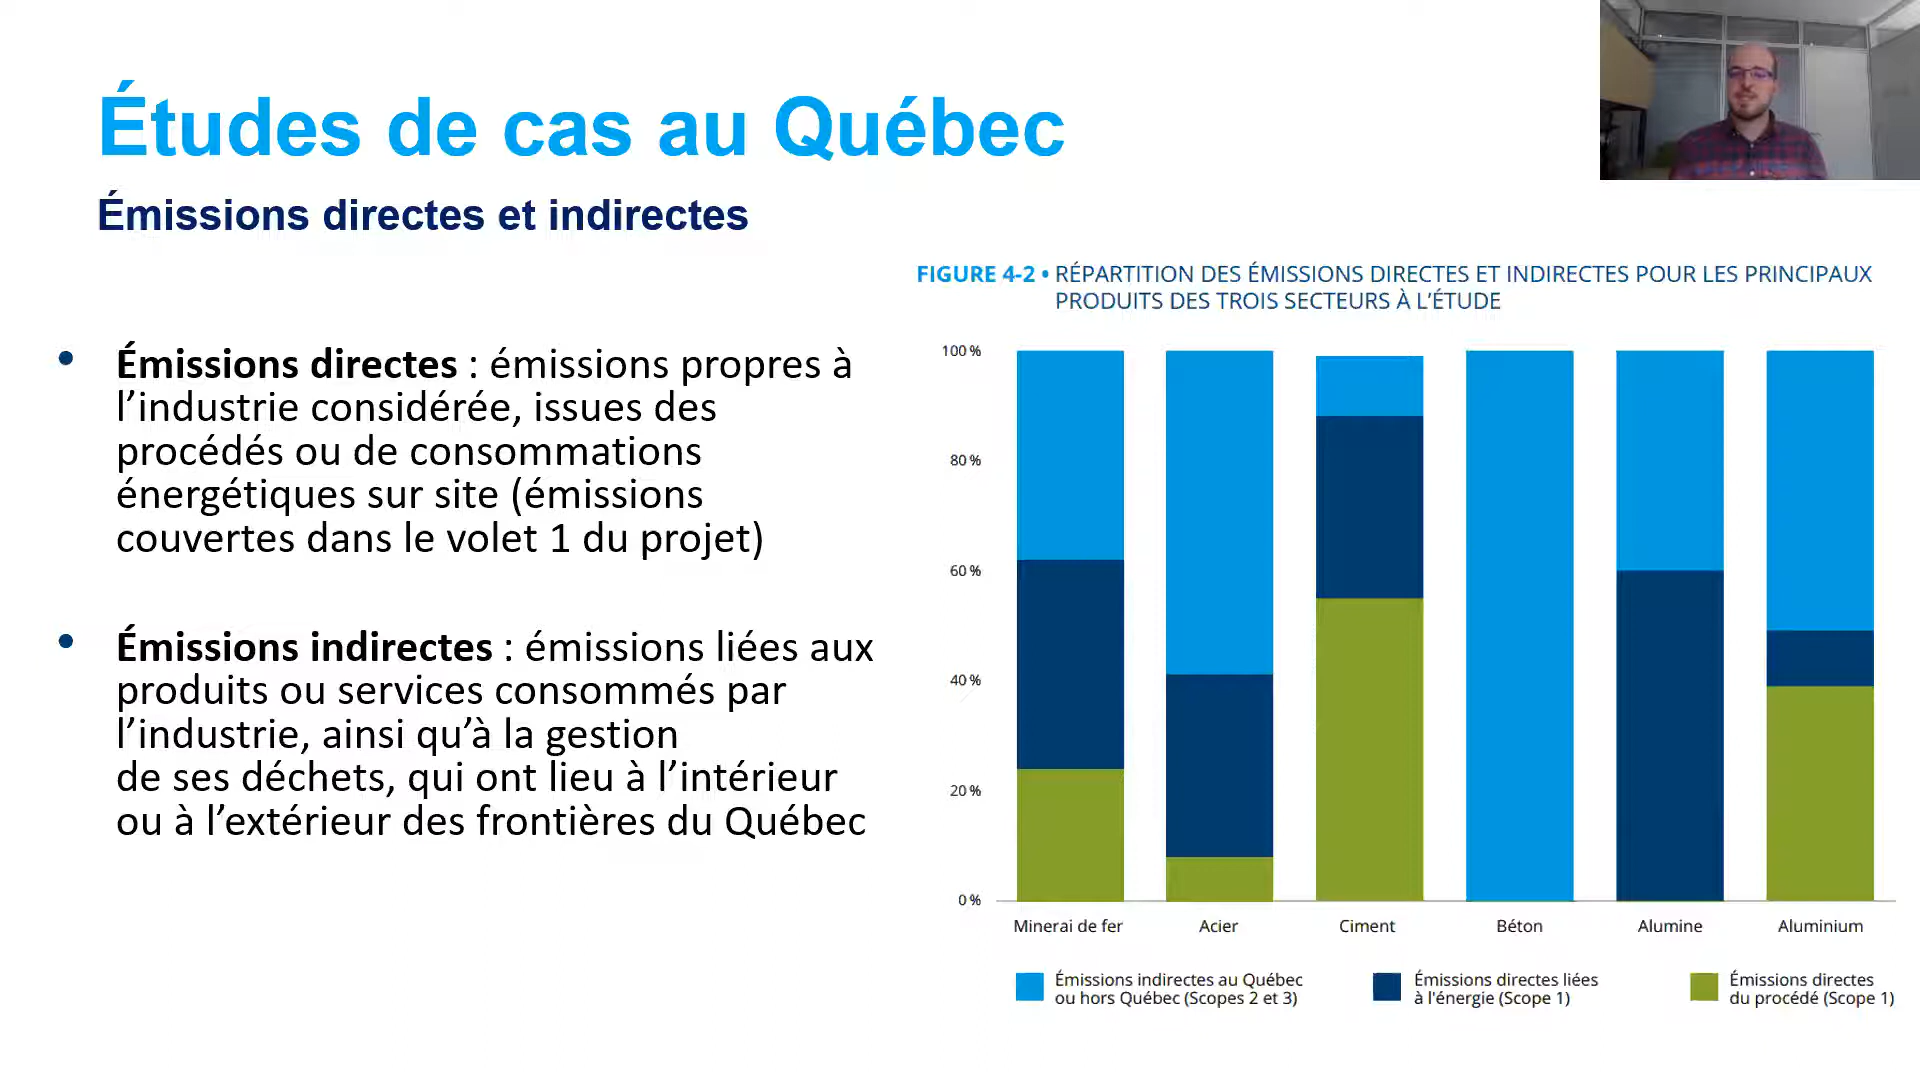 Études de cas au Québec
Émissions directes et indirectes
• Émissions directes : émissions propres à
l’industrie considérée, issues des
procédés ou de consommations
énergétiques sur site (émissions
couvertes dans le volet 1 du projet)
• Émissions indirectes : émissions liées aux
produits ou services consommés par
l’industrie, ainsi qu’à la gestion
de ses déchets, qui ont lieu à l’intérieur
ou à l’extérieur des frontières du Québec
FIGURE 4-2 • RÉPARTITION DES ÉMISSIONS DIRECTES ET INDIRECTES POUR LES PRINCIPAUX
PRODUITS DES TROIS SECTEURS À L’ÉTUDE
100 %
80 %
60 %
40 %
20 %
0 %
Minerai de fer
Acier
Ciment
Béton
Alumine
Aluminium
Émissions indirectes au Québec
ou hors Québec (Scopes 2 et 3)
Émissions directes liées
à l'énergie (Scope 1)
Émissions directes
du procédé (Scope 1)